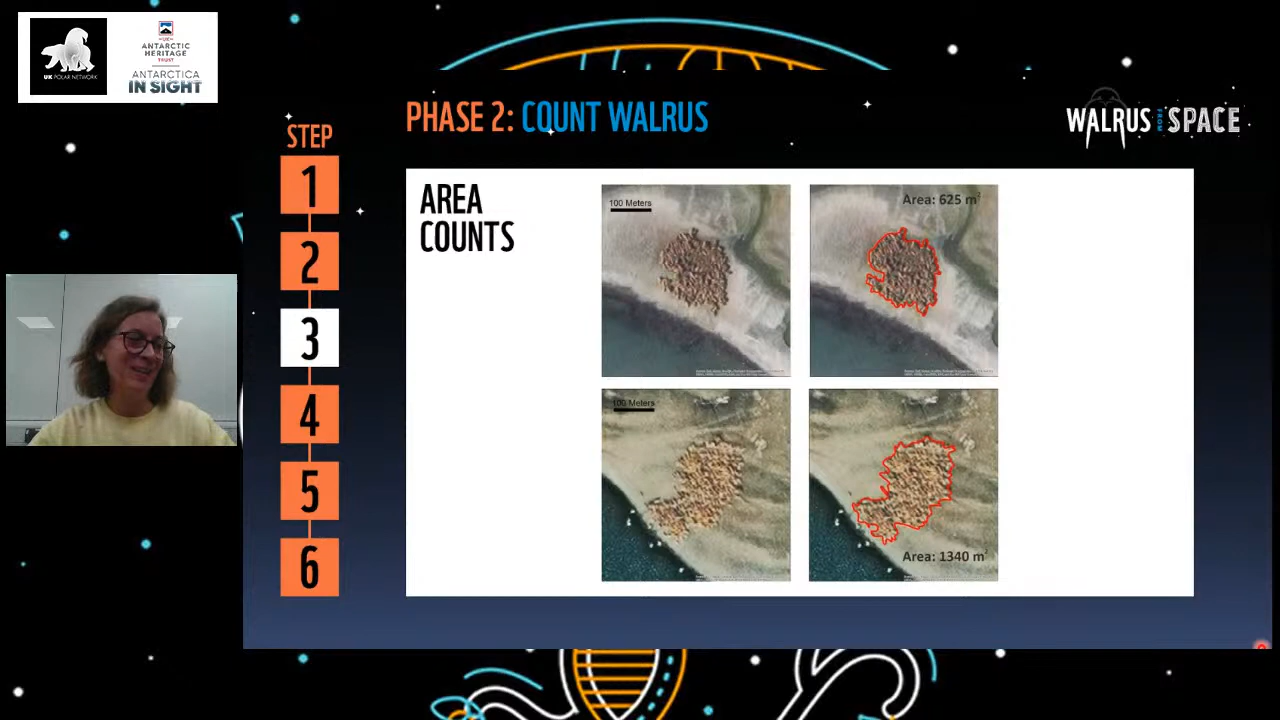 UK POLAR NETWORK
UK
ANTARCTIC
HERITAGE
TRUST
ANTARCTICA
IN SIGHT
PHASE 2: COUNT WALRUS
WALRUS FROM SPACE
STEP
1
2
3
4
5
6
AREA
COUNTS
100 Meters
Area: 625 m²
100 Meters
Area: 1340 m²